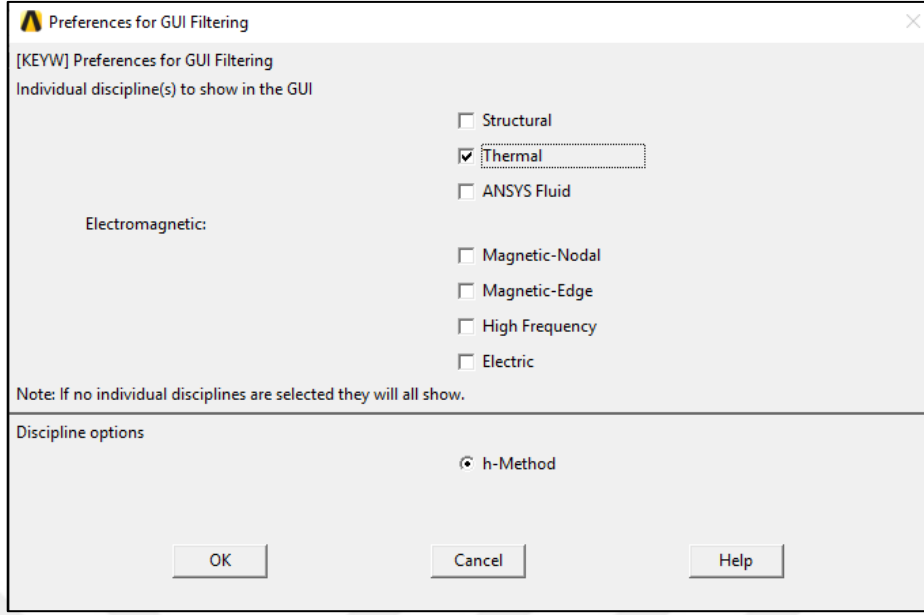 Preferences for GUI Filtering
[KEYW] Preferences for GUI Filtering
Individual discipline(s) to show in the GUI
Structural
Thermal
ANSYS Fluid
Electromagnetic:
Magnetic-Nodal
Magnetic-Edge
High Frequency
Electric
Note: If no individual disciplines are selected they will all show.
Discipline options
h-Method
OK Cancel Help